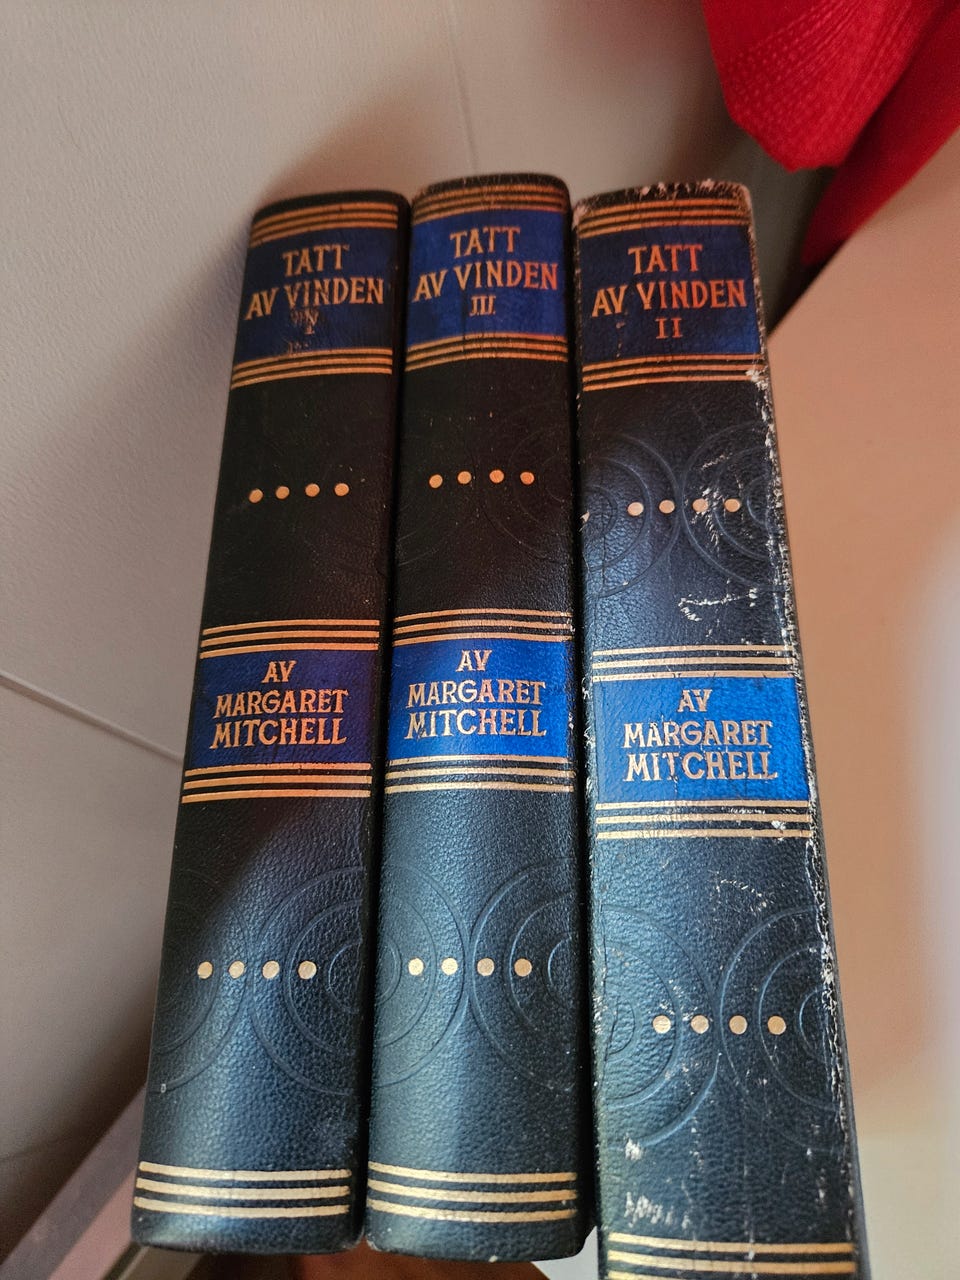 TATT
AV VINDEN
I
AV
MARGARET
MITCHELL
TATT
AV VINDEN
III
AV
MARGARET
MITCHELL
TATT
AV VINDEN
II
AV
MARGARET
MITCHELL